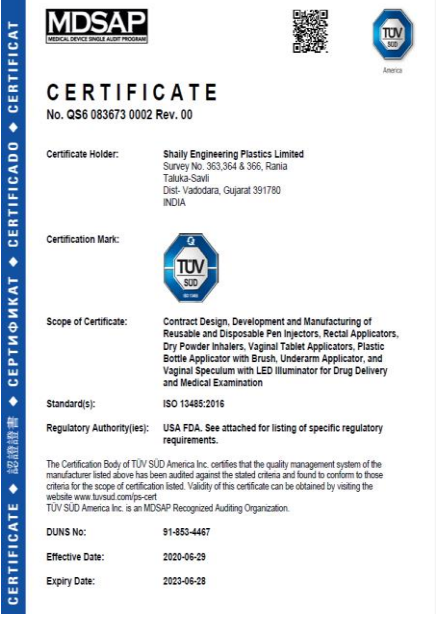 MDSAP
MEDICAL DEVICE SINGLE AUDIT PROGRAM
TÜV
SÜD
America
CERTIFICATE
No. QS6 083673 0002 Rev. 00
Certificate Holder:
Shaily Engineering Plastics Limited
Survey No. 363,364 & 366, Rania
Taluka-Savli
Dist- Vadodara, Gujarat 391780
INDIA
Certification Mark:
TÜV
SÜD
ISO 13485
Scope of Certificate:
Contract Design, Development and Manufacturing of
Reusable and Disposable Pen Injectors, Rectal Applicators,
Dry Powder Inhalers, Vaginal Tablet Applicators, Plastic
Bottle Applicator with Brush, Underarm Applicator, and
Vaginal Speculum with LED Illuminator for Drug Delivery
and Medical Examination
Standard(s):
ISO 13485:2016
Regulatory Authority(ies):
USA FDA. See attached for listing of specific regulatory
requirements.
The Certification Body of TÜV SÜD America Inc. certifies that the quality management system of the
manufacturer listed above has been audited against the stated criteria and found to conform to those
criteria for the scope of certification listed. Validity of this certificate can be obtained by visiting the
website www.tuvsud.com/ps-cert
TÜV SÜD America Inc. is an MDSAP Recognized Auditing Organization.
DUNS No:
91-853-4467
Effective Date:
2020-06-29
Expiry Date:
2023-06-28
CERTIFICATE ◆ 認證證書 ◆ СЕРТИФИКАТ ◆ CERTIFICADO ◆ CERTIFICAT